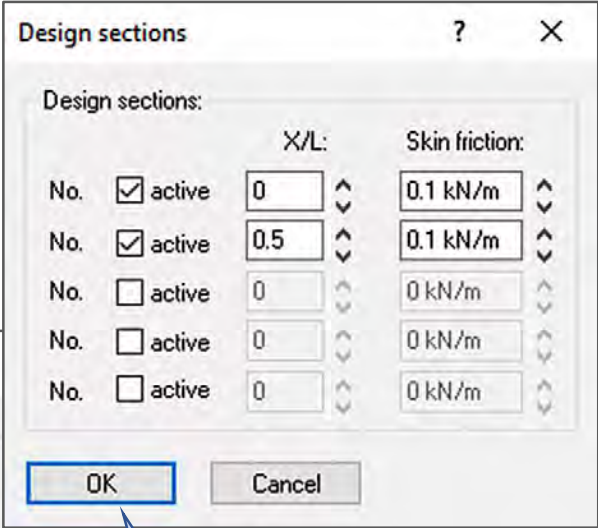 Design sections ?
Design sections:
X/L: Skin friction:
No. active 0 0.1 kN/m
No. active 0.5 0.1 kN/m
No. active 0 0 kN/m
No. active 0 0 kN/m
No. active 0 0 kN/m
OK Cancel